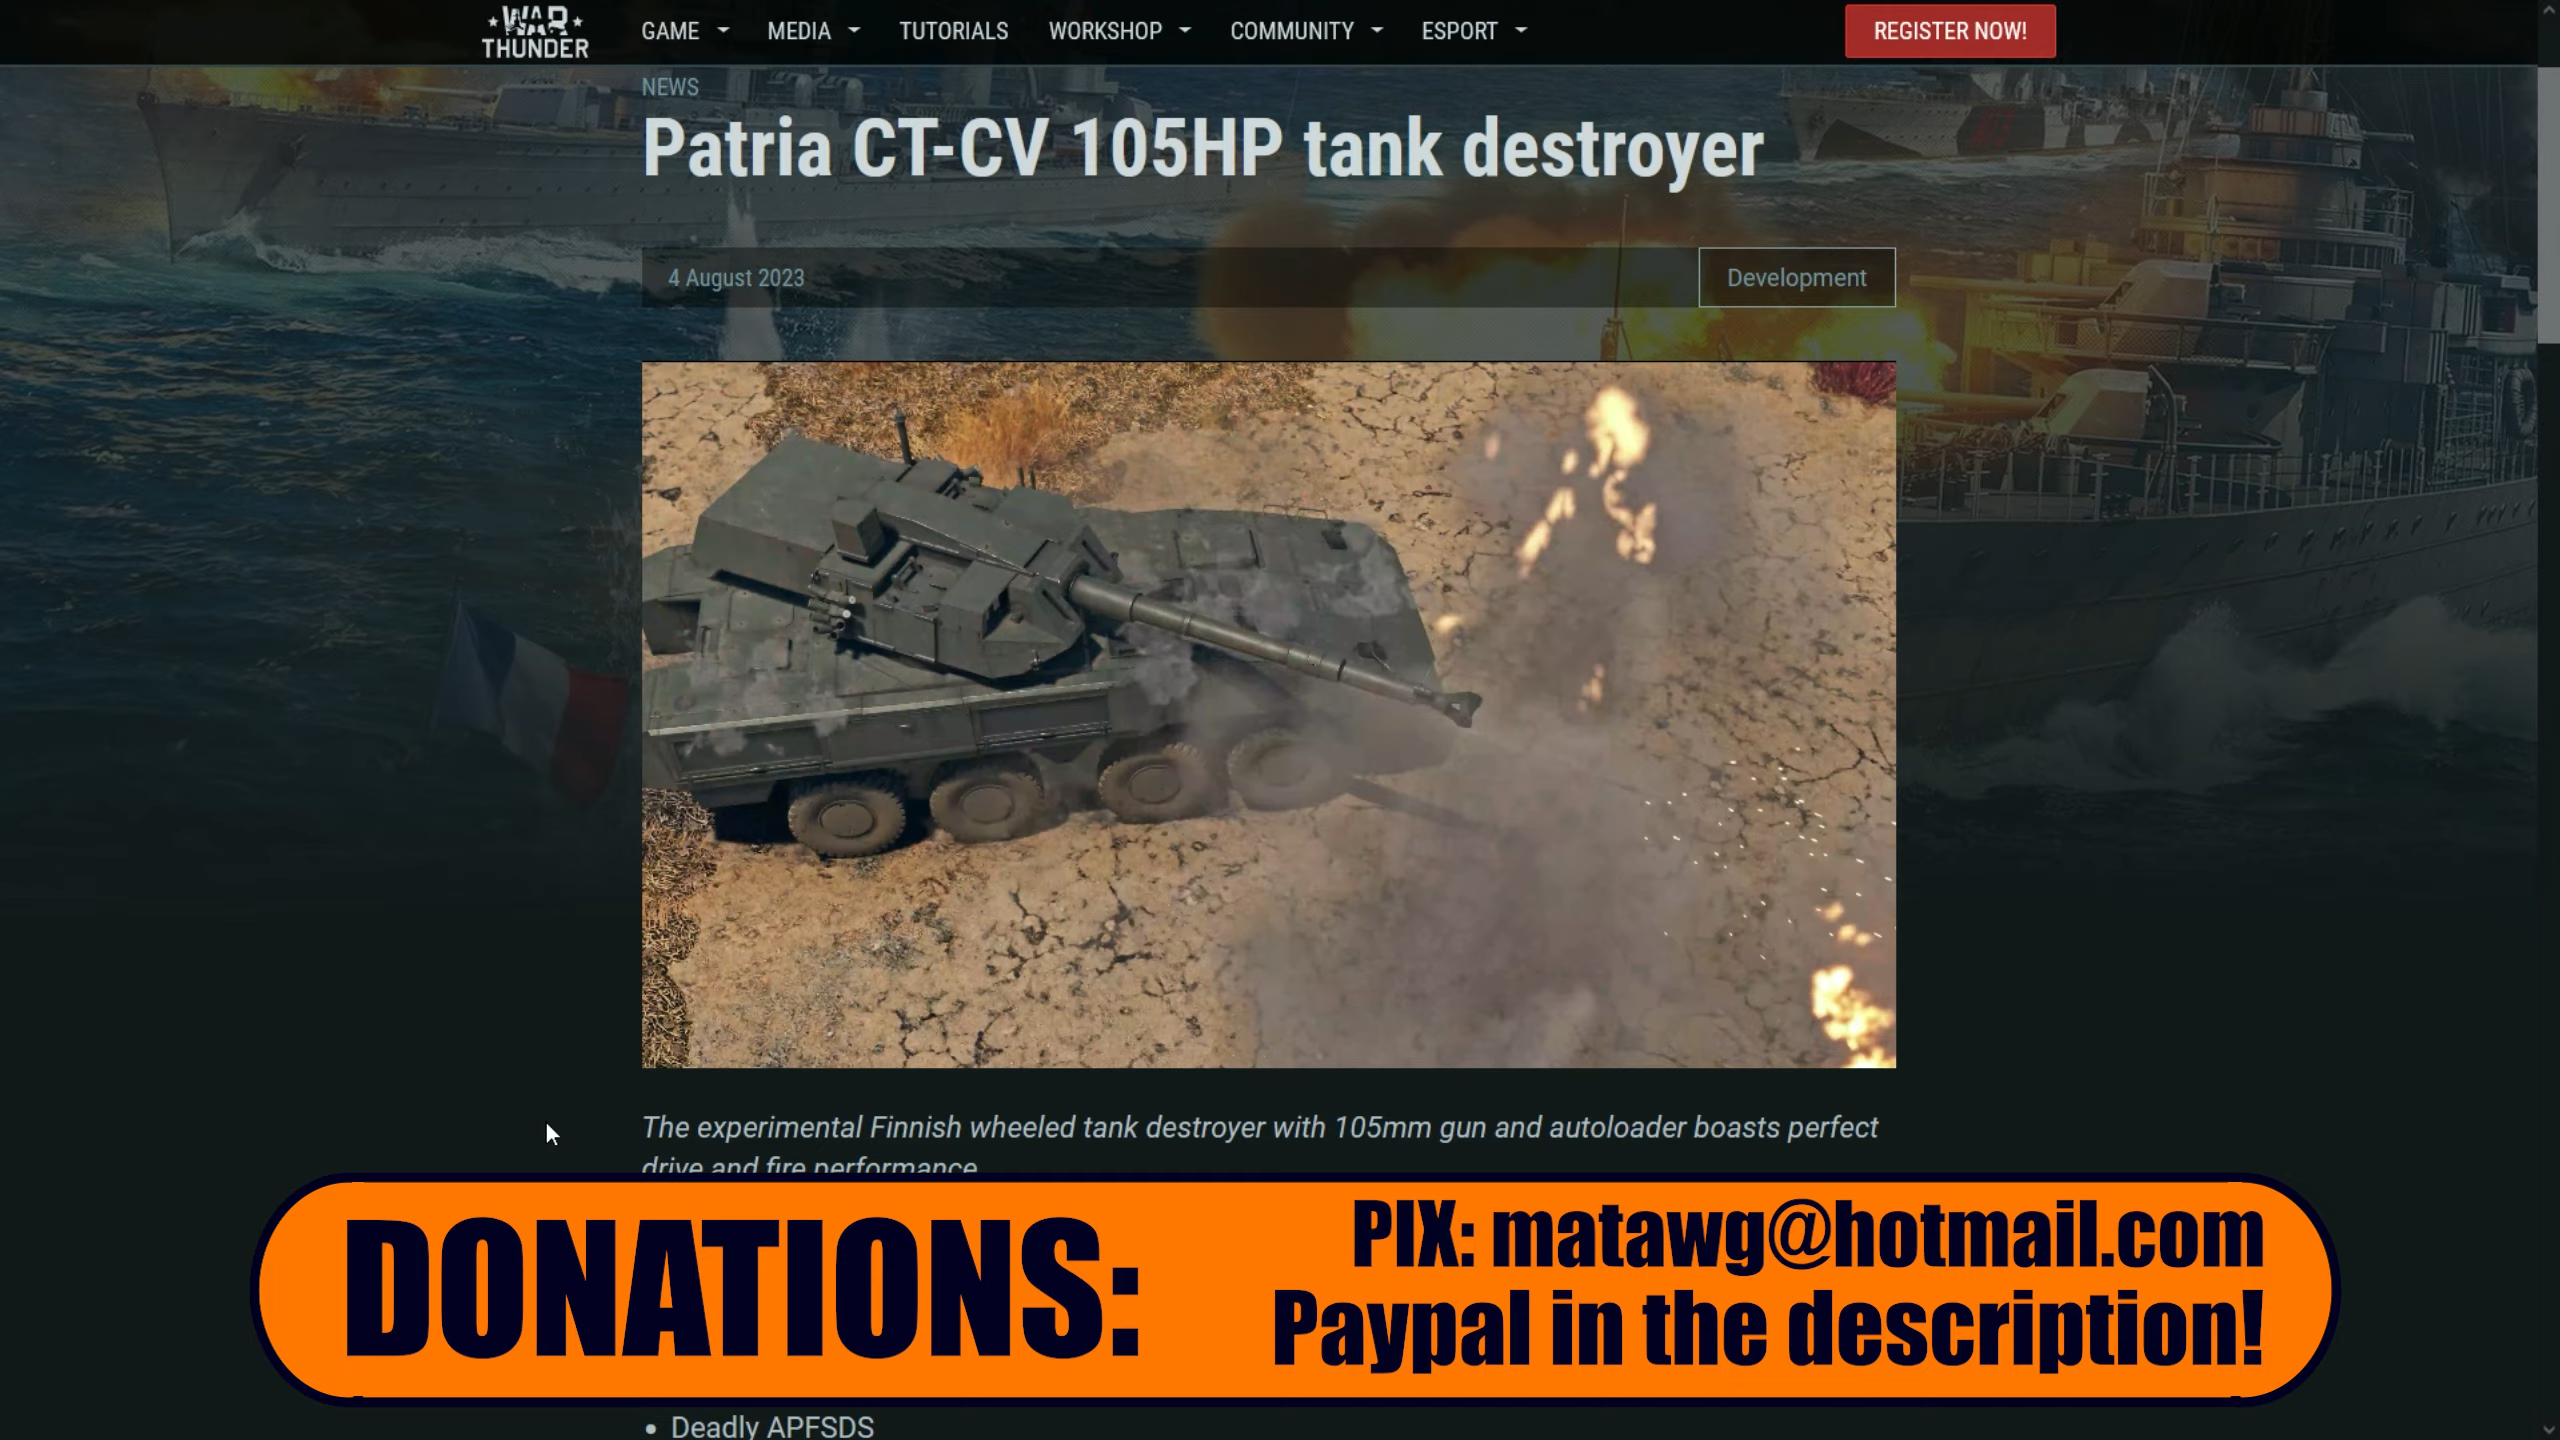 WAR
THUNDER
GAME
MEDIA
TUTORIALS
WORKSHOP
COMMUNITY
ESPORT
REGISTER NOW!
NEWS
Patria CT-CV 105HP tank destroyer
4 August 2023
Development
The experimental Finnish wheeled tank destroyer with 105mm gun and autoloader boasts perfect
drive and fire performance
DONATIONS:
PIX: matawg@hotmail.com
Paypal in the description!
• Deadly APFSDS